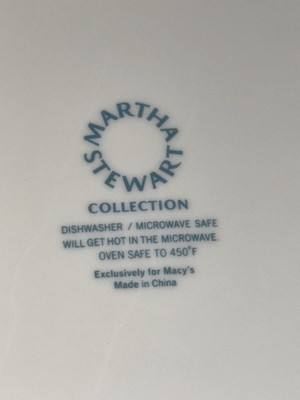 MARTHA STEWART
COLLECTION
DISHWASHER / MICROWAVE SAFE
WILL GET HOT IN THE MICROWAVE.
OVEN SAFE TO 450°F
Exclusively for Macy's
Made in China